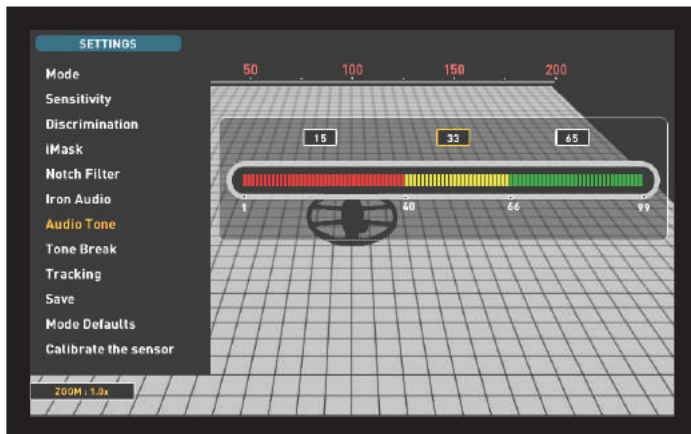 SETTINGS
Mode
Sensitivity
Discrimination
iMask
Notch Filter
Iron Audio
Audio Tone
Tone Break
Tracking
Save
Mode Defaults
Calibrate the sensor
ZOOM : 1.0x
50 100 150 200
15 33 65
1 40 66 99